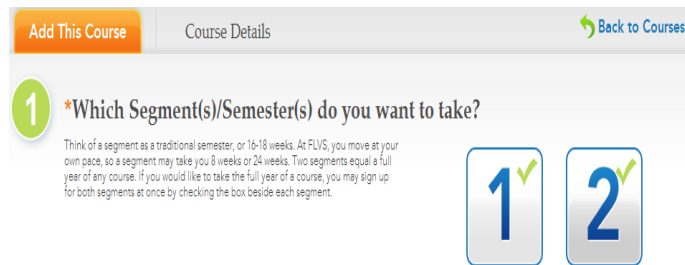 Add This Course
Course Details
Back to Courses
1
*Which Segment(s)/Semester(s) do you want to take?
Think of a segment as a traditional semester, or 16-18 weeks. At FLVS, you move at your
own pace, so a segment may take you 8 weeks or 24 weeks. Two segments equal a full
year of any course. If you would like to take the full year of a course, you may sign up
for both segments at once by checking the box beside each segment.
1
2